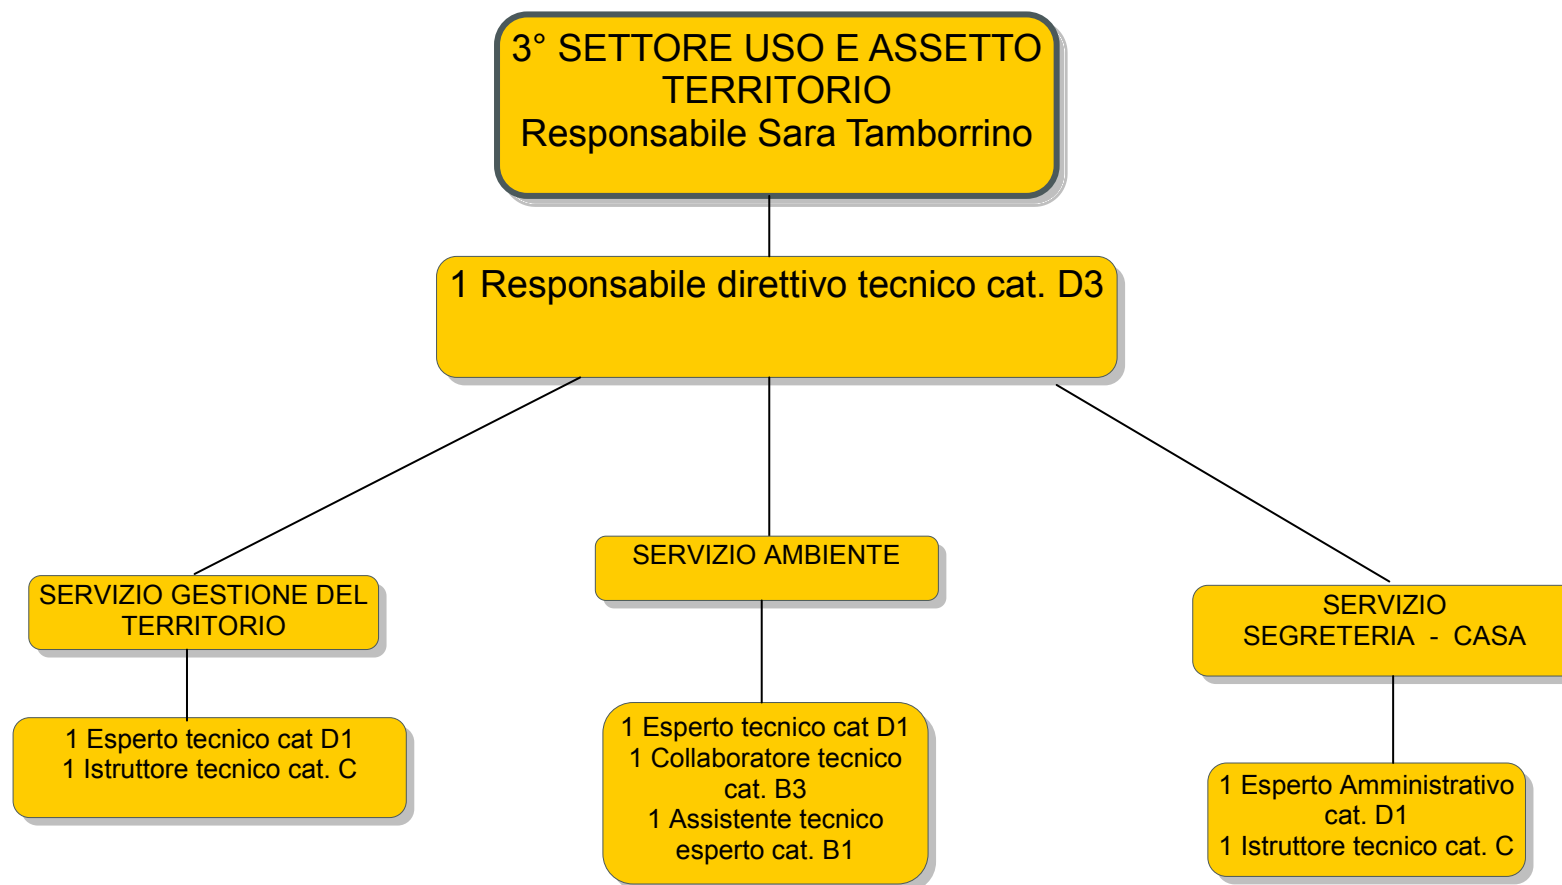 3° SETTORE USO E ASSETTO
TERRITORIO
Responsabile Sara Tamborrino
1 Responsabile direttivo tecnico cat. D3
SERVIZIO GESTIONE DEL
TERRITORIO
1 Esperto tecnico cat D1
1 Istruttore tecnico cat. C
SERVIZIO AMBIENTE
1 Esperto tecnico cat D1
1 Collaboratore tecnico
cat. B3
1 Assistente tecnico
esperto cat. B1
SERVIZIO
SEGRETERIA - CASA
1 Esperto Amministrativo
cat. D1
1 Istruttore tecnico cat. C